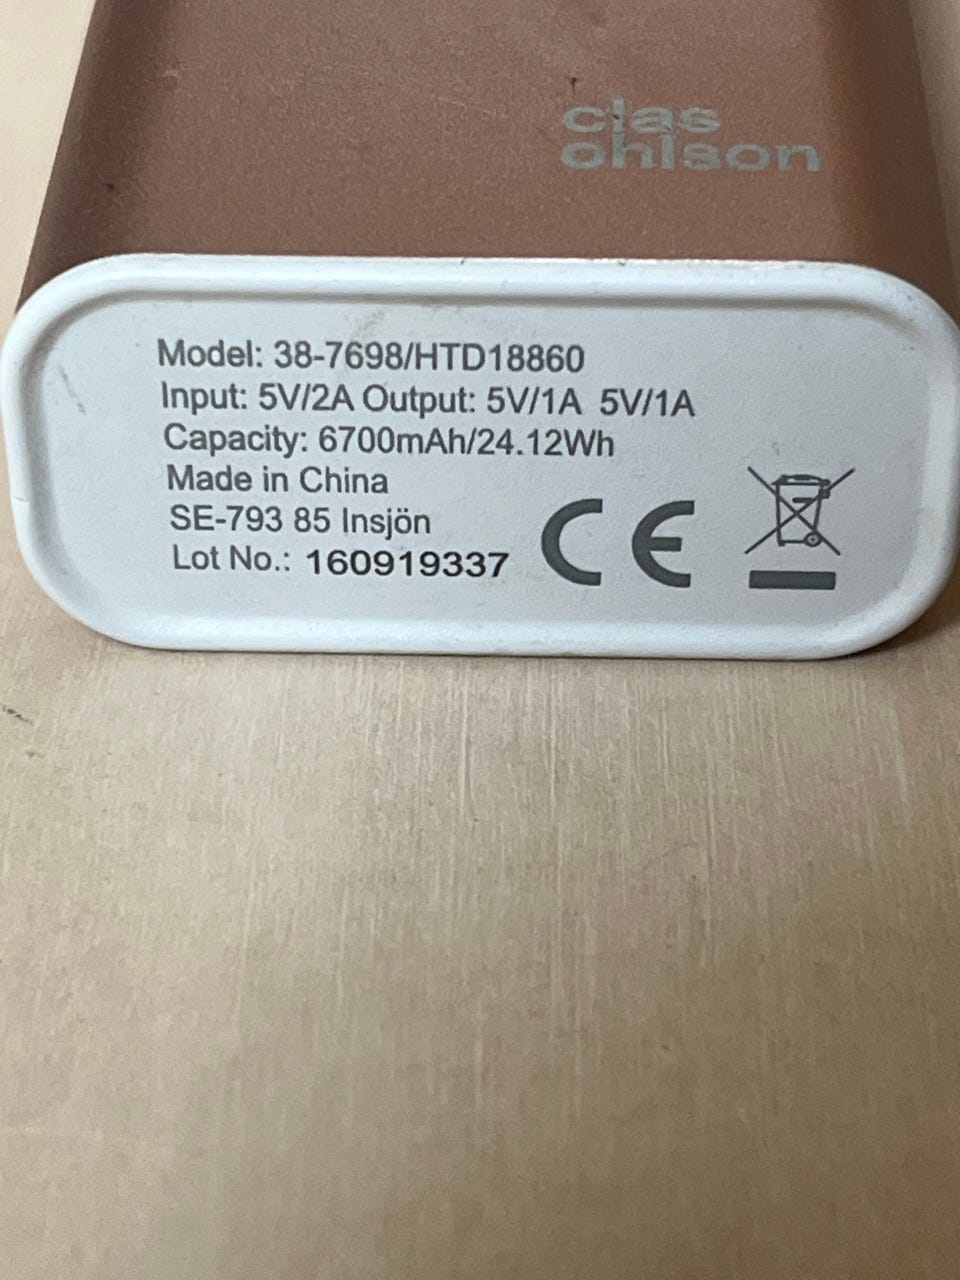 clas
ohlson
Model: 38-7698/HTD18860
Input: 5V/2A Output: 5V/1A 5V/1A
Capacity: 6700mAh/24.12Wh
Made in China
SE-793 85 Insjön
Lot No.: 160919337
CE